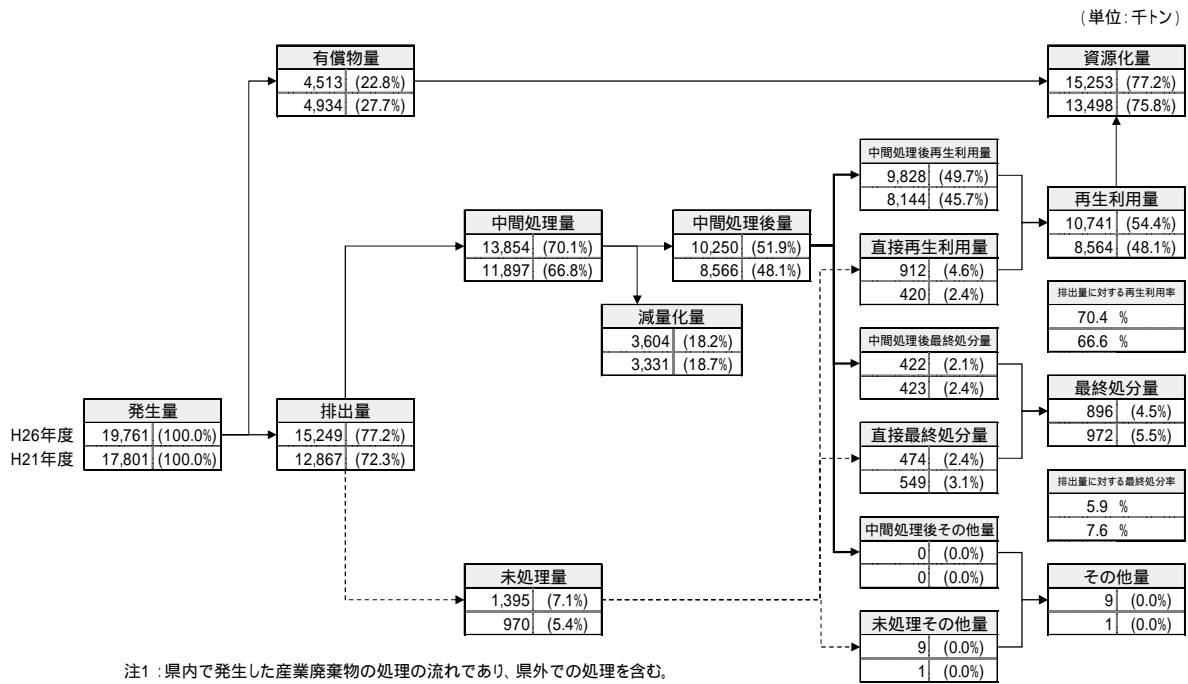 (単位:千トン)
有償物量
4,513 (22.8%)
4,934 (27.7%)
資源化量
15,253 (77.2%)
13,498 (75.8%)
中間処理後再生利用量
9,828 (49.7%)
8,144 (45.7%)
中間処理量
13,854 (70.1%)
11,897 (66.8%)
中間処理後量
10,250 (51.9%)
8,566 (48.1%)
再生利用量
10,741 (54.4%)
8,564 (48.1%)
直接再生利用量
912 (4.6%)
420 (2.4%)
減量化量
3,604 (18.2%)
3,331 (18.7%)
排出量に対する再生利用率
70.4 %
66.6 %
中間処理後最終処分量
422 (2.1%)
423 (2.4%)
発生量
H26年度 19,761 (100.0%)
H21年度 17,801 (100.0%)
排出量
15,249 (77.2%)
12,867 (72.3%)
最終処分量
896 (4.5%)
972 (5.5%)
直接最終処分量
474 (2.4%)
549 (3.1%)
排出量に対する最終処分率
5.9 %
7.6 %
中間処理後その他量
0 (0.0%)
0 (0.0%)
未処理量
1,395 (7.1%)
970 (5.4%)
その他量
9 (0.0%)
1 (0.0%)
未処理その他量
9 (0.0%)
1 (0.0%)
注1 :県内で発生した産業廃棄物の処理の流れであり、県外での処理を含む。